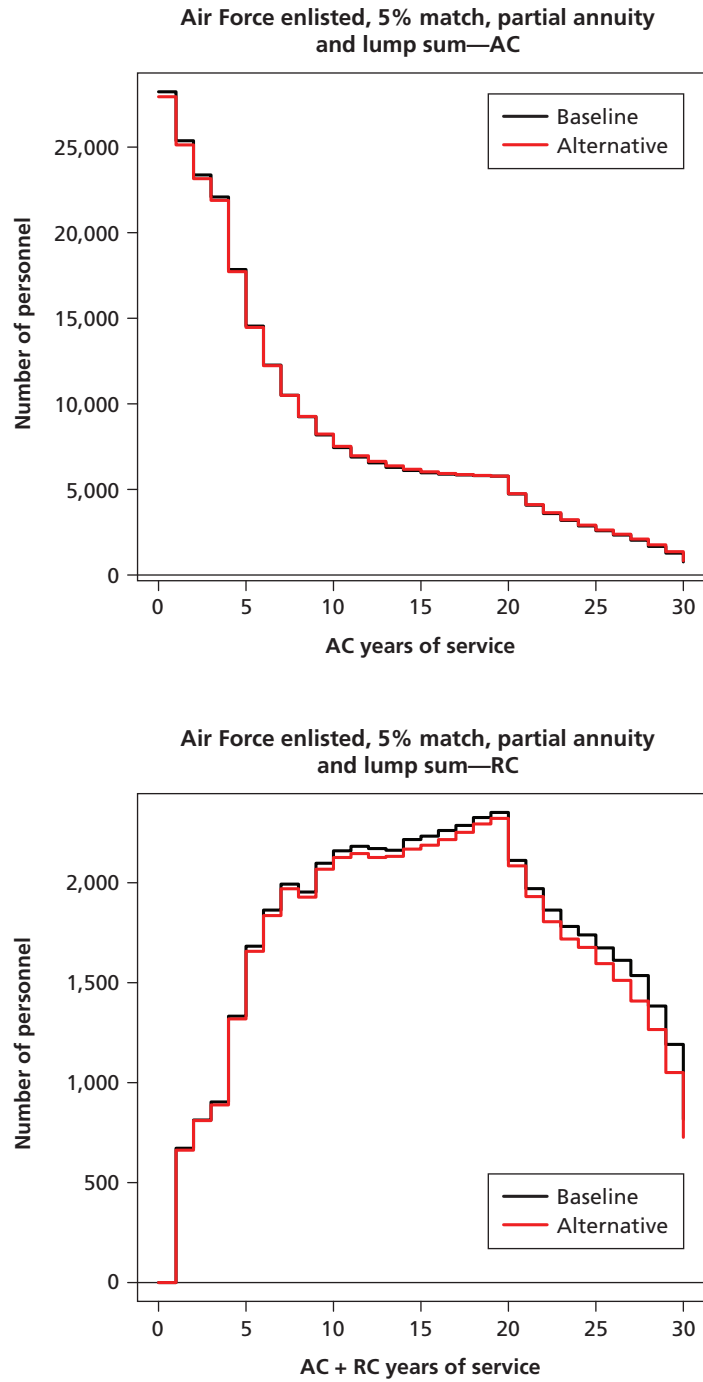 Air Force enlisted, 5% match, partial annuity
and lump sum—AC
Baseline
Alternative
Number of personnel
25,000
20,000
15,000
10,000
5,000
0
0 5 10 15 20 25 30
AC years of service
Air Force enlisted, 5% match, partial annuity
and lump sum—RC
Number of personnel
2,000
1,500
1,000
500
0
Baseline
Alternative
0 5 10 15 20 25 30
AC + RC years of service